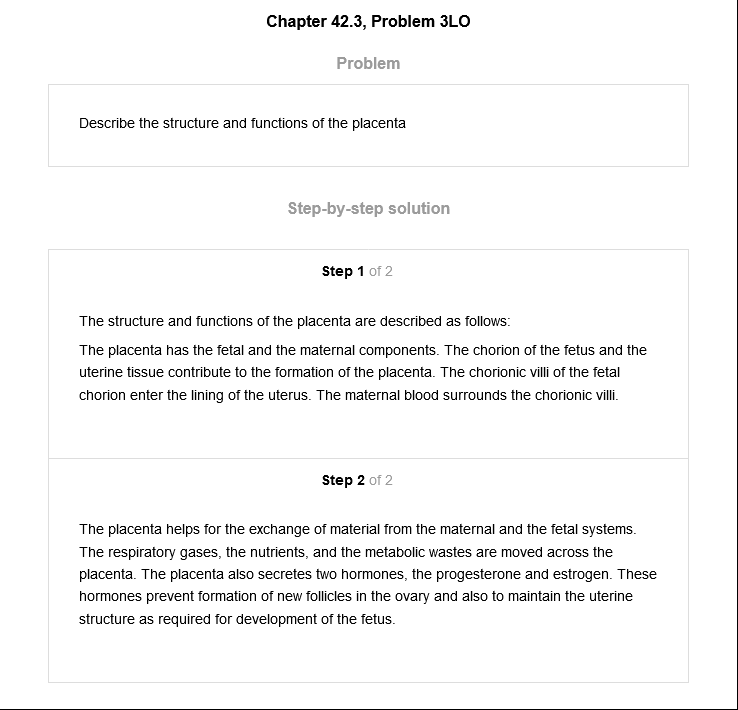 Chapter 42.3, Problem 3LO
Problem
Describe the structure and functions of the placenta
Step-by-step solution
Step 1 of 2
The structure and functions of the placenta are described as follows:
The placenta has the fetal and the maternal components. The chorion of the fetus and the
uterine tissue contribute to the formation of the placenta. The chorionic villi of the fetal
chorion enter the lining of the uterus. The maternal blood surrounds the chorionic villi.
Step 2 of 2
The placenta helps for the exchange of material from the maternal and the fetal systems.
The respiratory gases, the nutrients, and the metabolic wastes are moved across the
placenta. The placenta also secretes two hormones, the progesterone and estrogen. These
hormones prevent formation of new follicles in the ovary and also to maintain the uterine
structure as required for development of the fetus.